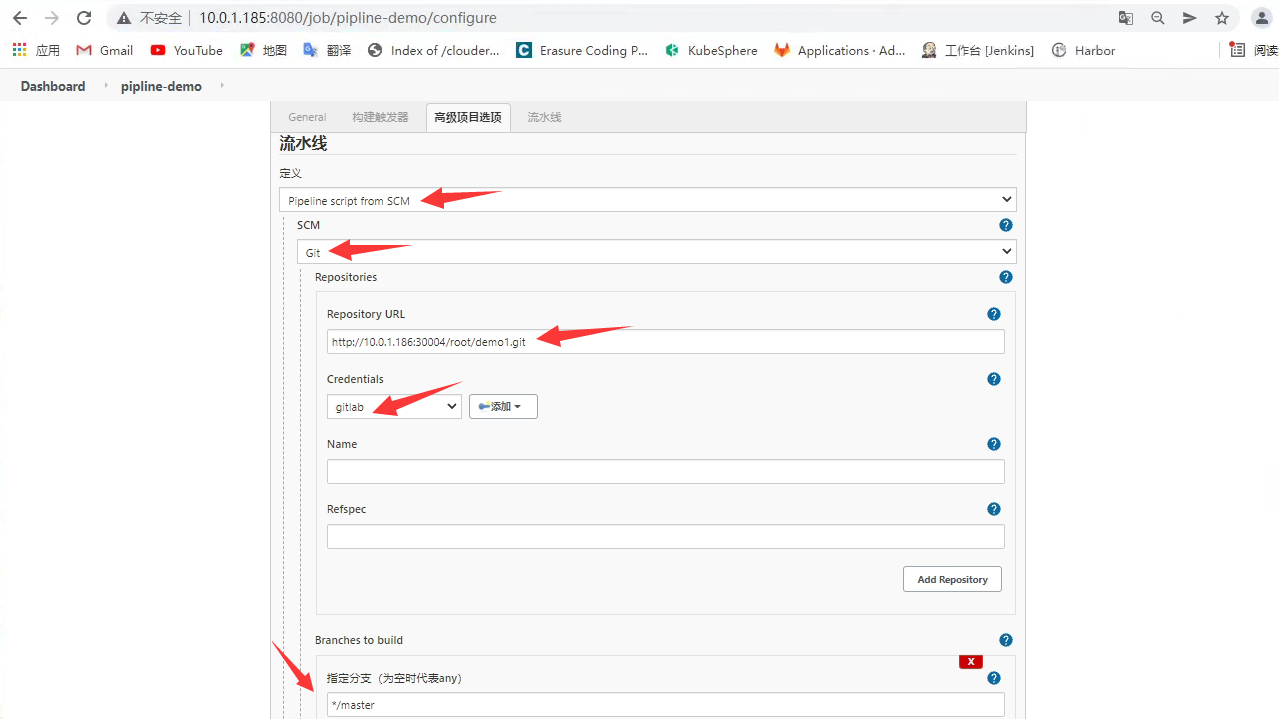 不安全 | 10.0.1.185:8080/job/pipline-demo/configure
应用 Gmail YouTube 地图 翻译 Index of /clouder... Erasure Coding P... KubeSphere Applications · Ad... 工作台 [Jenkins] Harbor 阅读
Dashboard pipline-demo
General 构建触发器 高级项目选项 流水线
流水线
定义
Pipeline script from SCM
SCM
Git
Repositories
Repository URL
http://10.0.1.186:30004/root/demo1.git
Credentials
gitlab 添加
Name
Refspec
Add Repository
Branches to build
X
指定分支（为空时代表any）
*/master